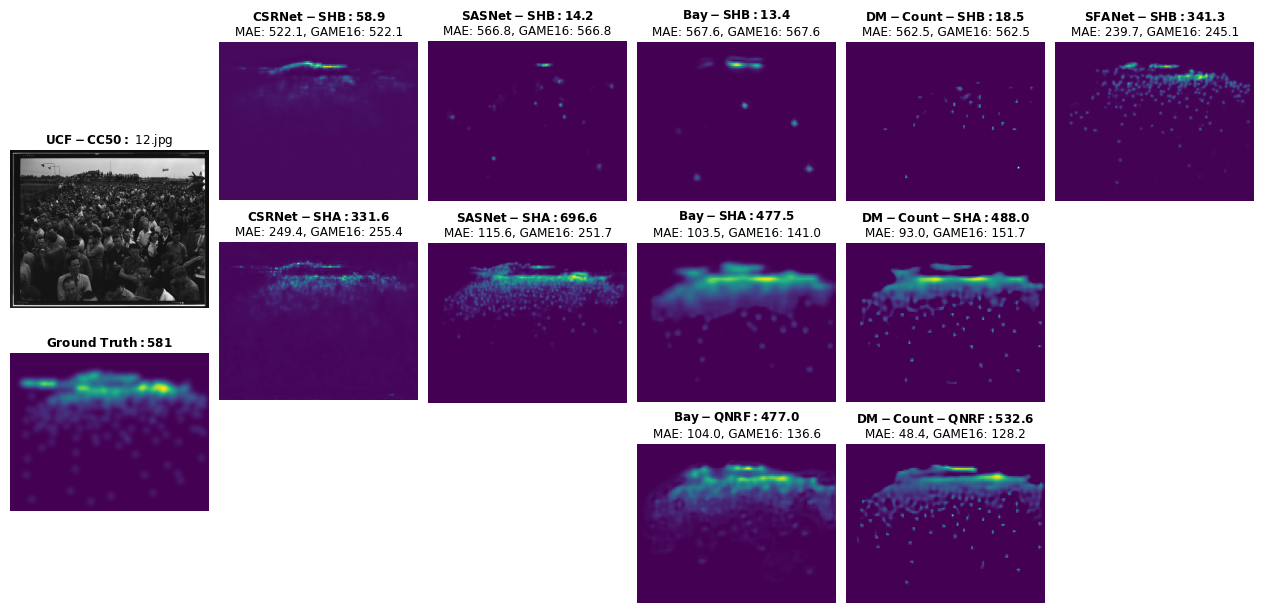 CSRNet − SHB : 58.9
MAE: 522.1, GAME16: 522.1
SASNet − SHB : 14.2
MAE: 566.8, GAME16: 566.8
Bay − SHB : 13.4
MAE: 567.6, GAME16: 567.6
DM − Count − SHB : 18.5
MAE: 562.5, GAME16: 562.5
SFANet − SHB : 341.3
MAE: 239.7, GAME16: 245.1
UCF − CC50 : 12.jpg
CSRNet − SHA : 331.6
MAE: 249.4, GAME16: 255.4
SASNet − SHA : 696.6
MAE: 115.6, GAME16: 251.7
Bay − SHA : 477.5
MAE: 103.5, GAME16: 141.0
DM − Count − SHA : 488.0
MAE: 93.0, GAME16: 151.7
Ground Truth : 581
Bay − QNRF : 477.0
MAE: 104.0, GAME16: 136.6
DM − Count − QNRF : 532.6
MAE: 48.4, GAME16: 128.2